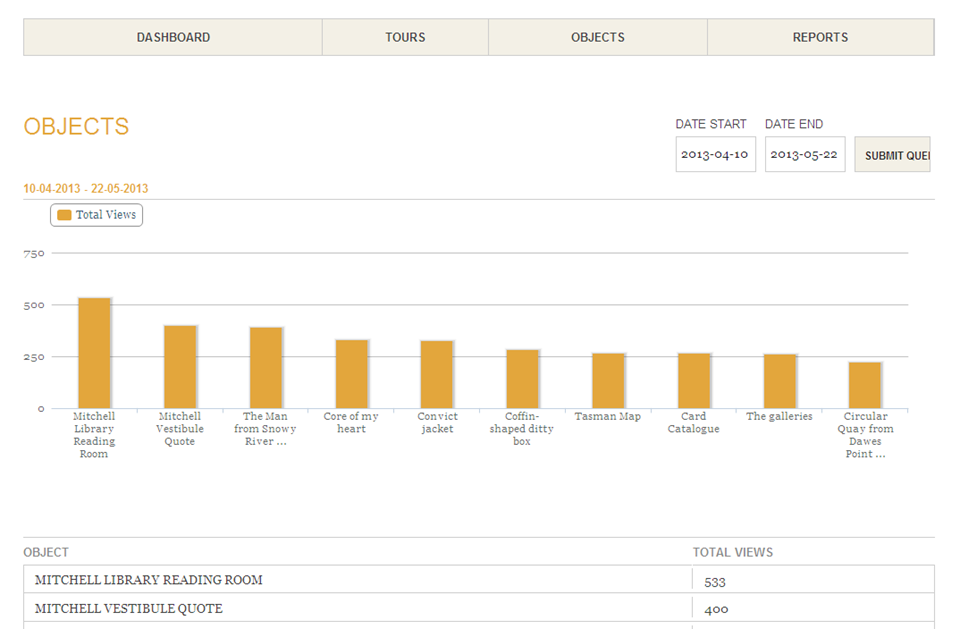 DASHBOARD TOURS OBJECTS REPORTS
OBJECTS
DATE START DATE END
2013-04-10 2013-05-22 SUBMIT QUE
10-04-2013 - 22-05-2013
Total Views
750
500
250
0
Mitchell Library Reading Room
Mitchell Vestibule Quote
The Man from Snowy River ...
Core of my heart
Convict jacket
Coffin-shaped ditty box
Tasman Map
Card Catalogue
The galleries
Circular Quay from Dawes Point ...
OBJECT TOTAL VIEWS
MITCHELL LIBRARY READING ROOM 533
MITCHELL VESTIBULE QUOTE 400